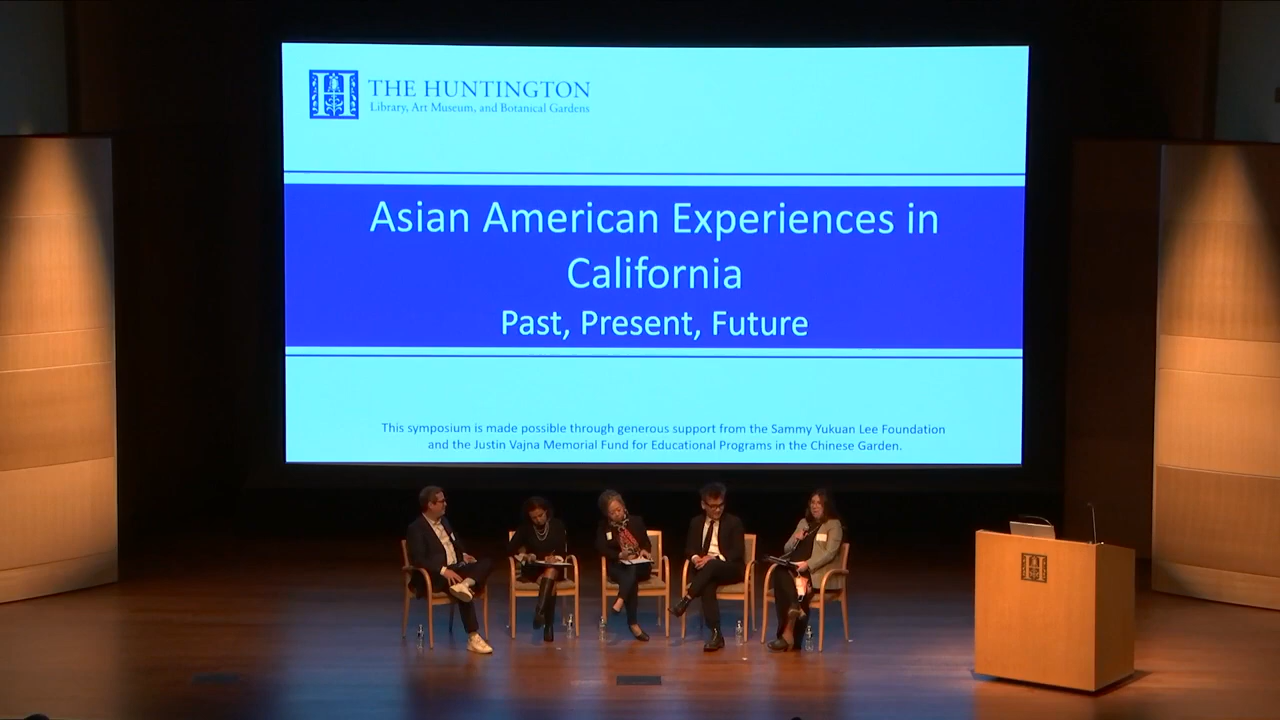 THE HUNTINGTON
Library, Art Museum, and Botanical Gardens
Asian American Experiences in
California
Past, Present, Future
This symposium is made possible through generous support from the Sammy Yukuan Lee Foundation
and the Justin Vajna Memorial Fund for Educational Programs in the Chinese Garden.